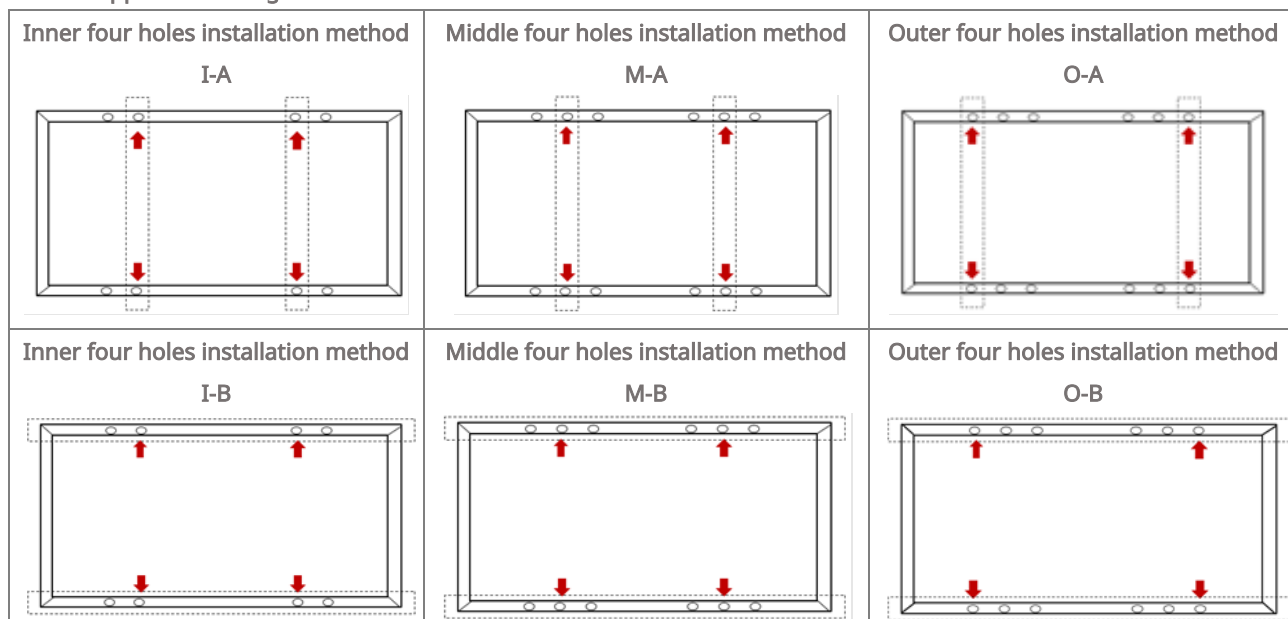 Inner four holes installation method
I-A
Middle four holes installation method
M-A
Outer four holes installation method
O-A
Inner four holes installation method
I-B
Middle four holes installation method
M-B
Outer four holes installation method
O-B